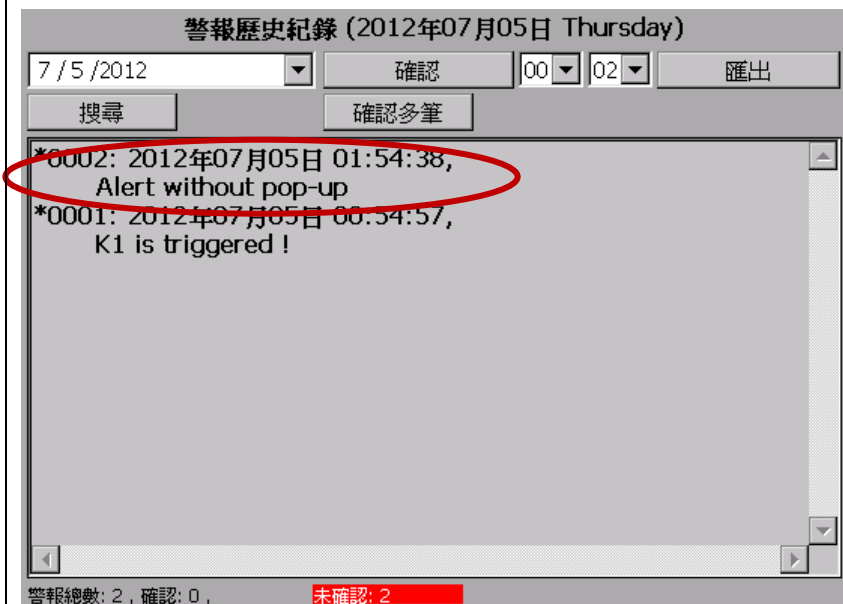 警報歷史紀錄 (2012年07月05日 Thursday)
7 / 5 /2012 確認 00 02 匯出
搜尋 確認多筆
*0002: 2012年07月05日 01:54:38,
Alert without pop-up
*0001: 2012年07月05日 00:54:57,
K1 is triggered !
警報總數: 2 , 確認: 0 , 未確認: 2